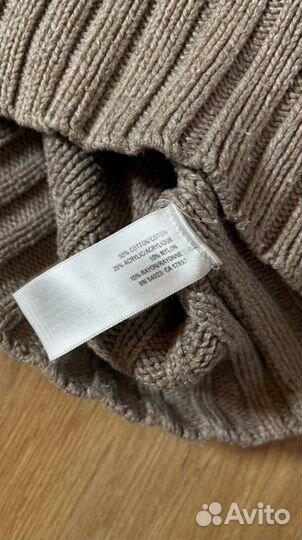 55% COTTON/COTON
25% ACRYLIC/ACRYLIQUE
10% NYLON
10% RAYON/RAYONNE
RN 54023 CA 17897
Avito